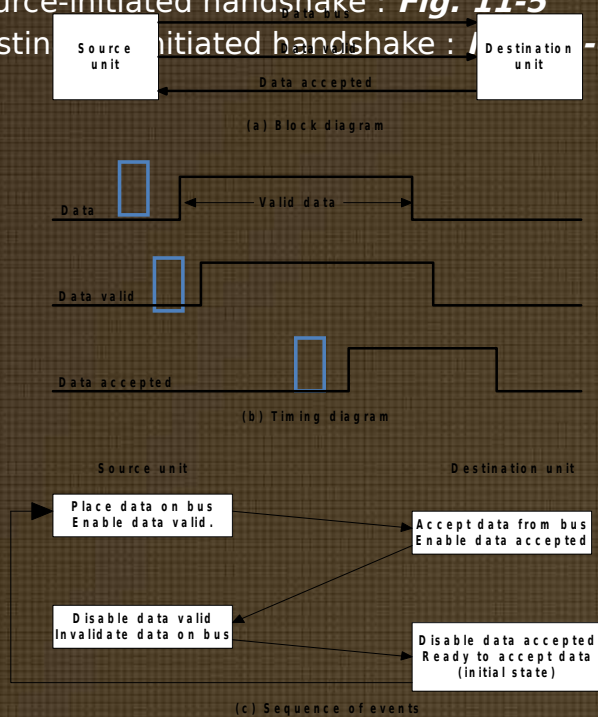 urce-initiated handshake : Fig. 11-5
Data bus
stin nitiated handshake :
Source unit
Data valid
Destination unit
Data accepted
(a) Block diagram
Data
Valid data
Data valid
Data accepted
(b) Timing diagram
Source unit
Destination unit
Place data on bus
Enable data valid.
Accept data from bus
Enable data accepted
Disable data valid
Invalidate data on bus
Disable data accepted
Ready to accept data
(initial state)
(c) Sequence of events